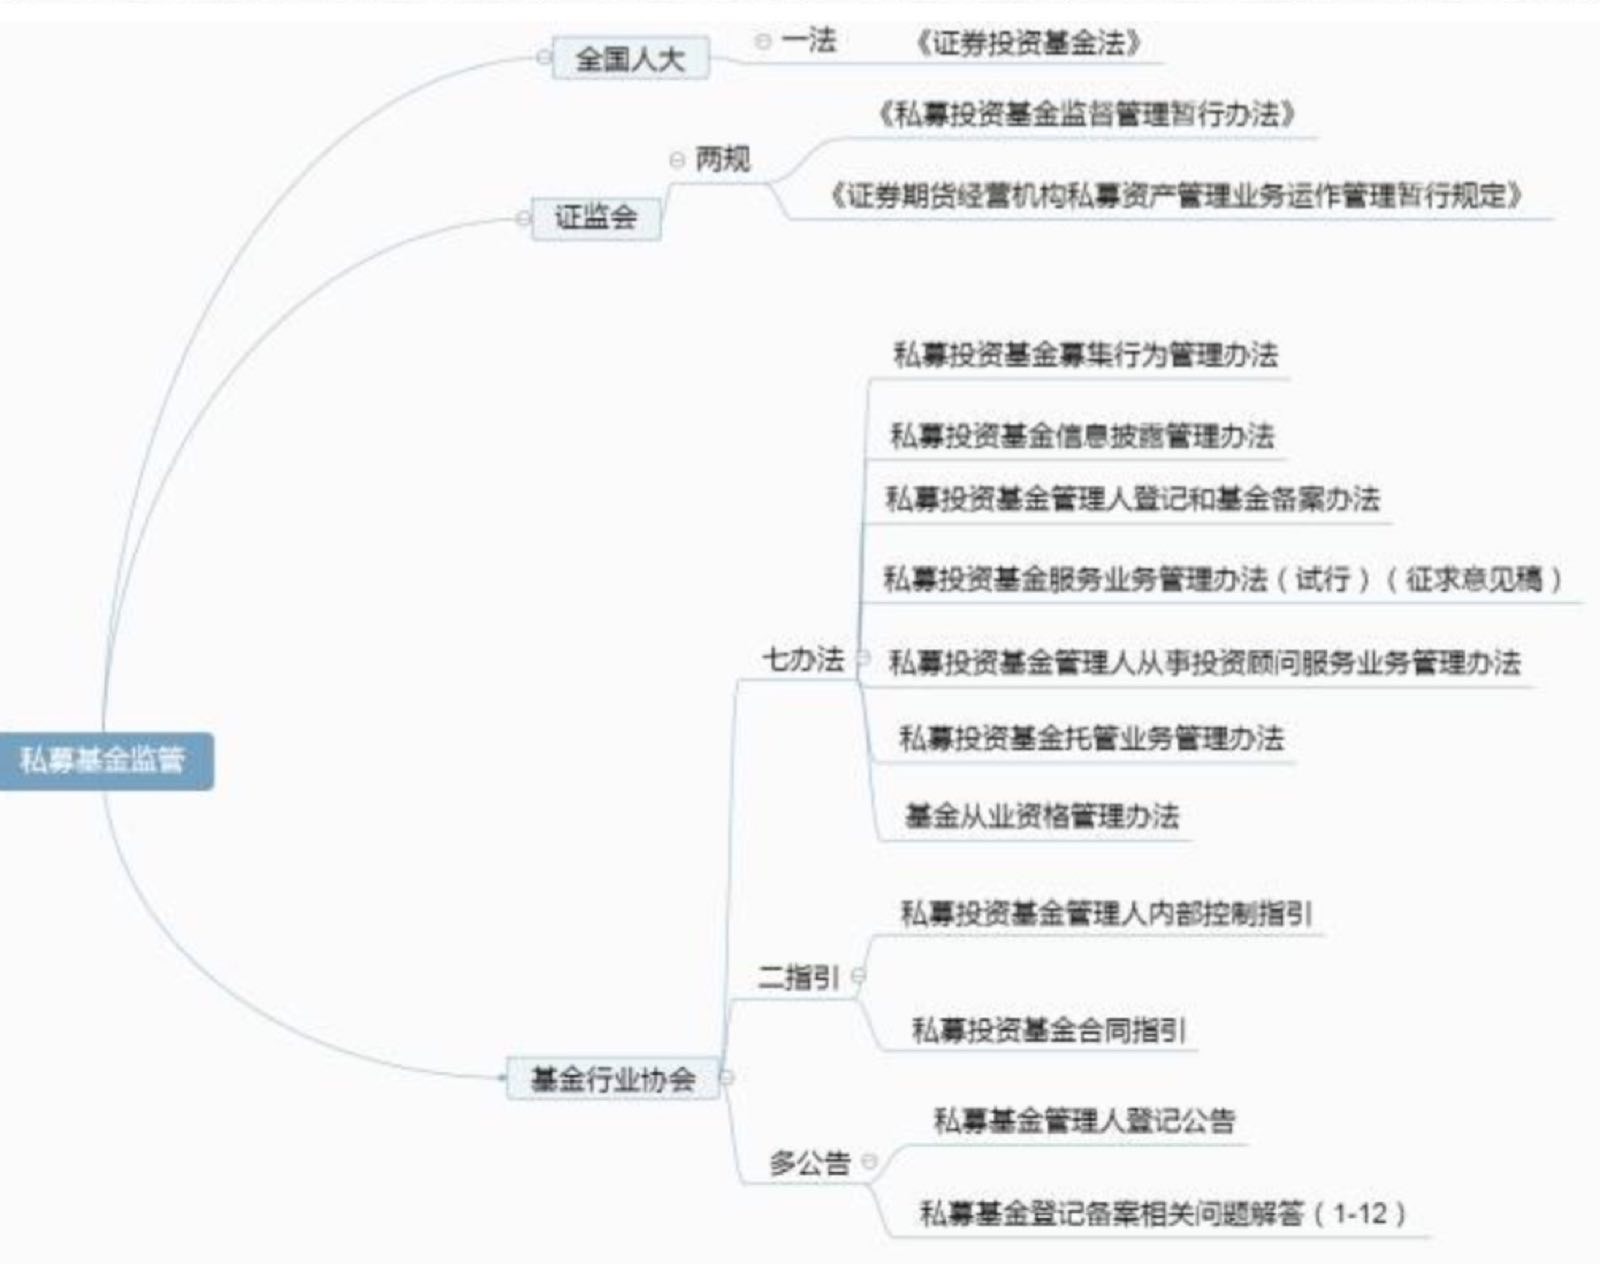 全国人大
一法
《证券投资基金法》
证监会
两规
《私募投资基金监督管理暂行办法》
《证券期货经营机构私募资产管理业务运作管理暂行规定》
私募基金监管
基金行业协会
七办法
私募投资基金募集行为管理办法
私募投资基金信息披露管理办法
私募投资基金管理人登记和基金备案办法
私募投资基金服务业务管理办法（试行）（征求意见稿）
私募投资基金管理人从事投资顾问服务业务管理办法
私募投资基金托管业务管理办法
基金从业资格管理办法
二指引
私募投资基金管理人内部控制指引
私募投资基金合同指引
多公告
私募基金管理人登记公告
私募基金登记备案相关问题解答（1-12）